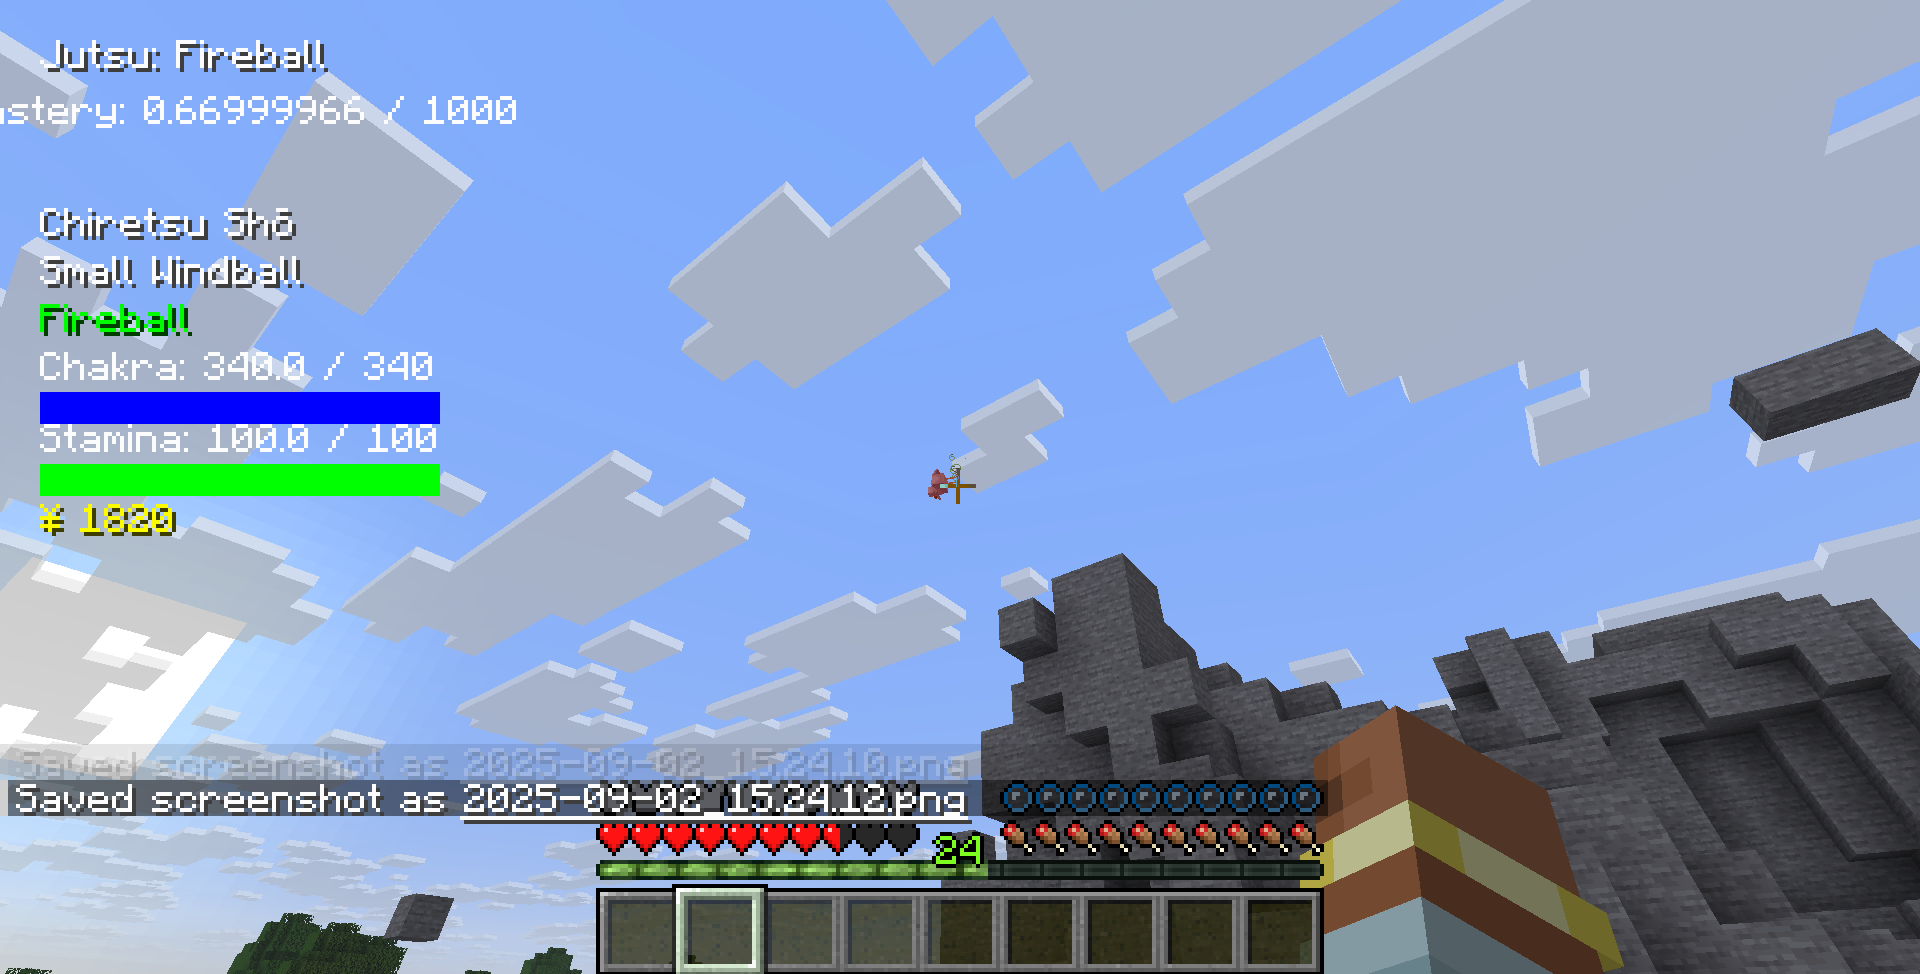 Jutsu: Fireball
stery: 0.66999966 / 1000
Chiretsu Shō
Small Windball
Fireball
Chakra: 340.0 / 340
Stamina: 100.0 / 100
¥ 1820
Saved screenshot as 2025-09-02_15.24.10.png
Saved screenshot as 2025-09-02_15.24.12.png
24